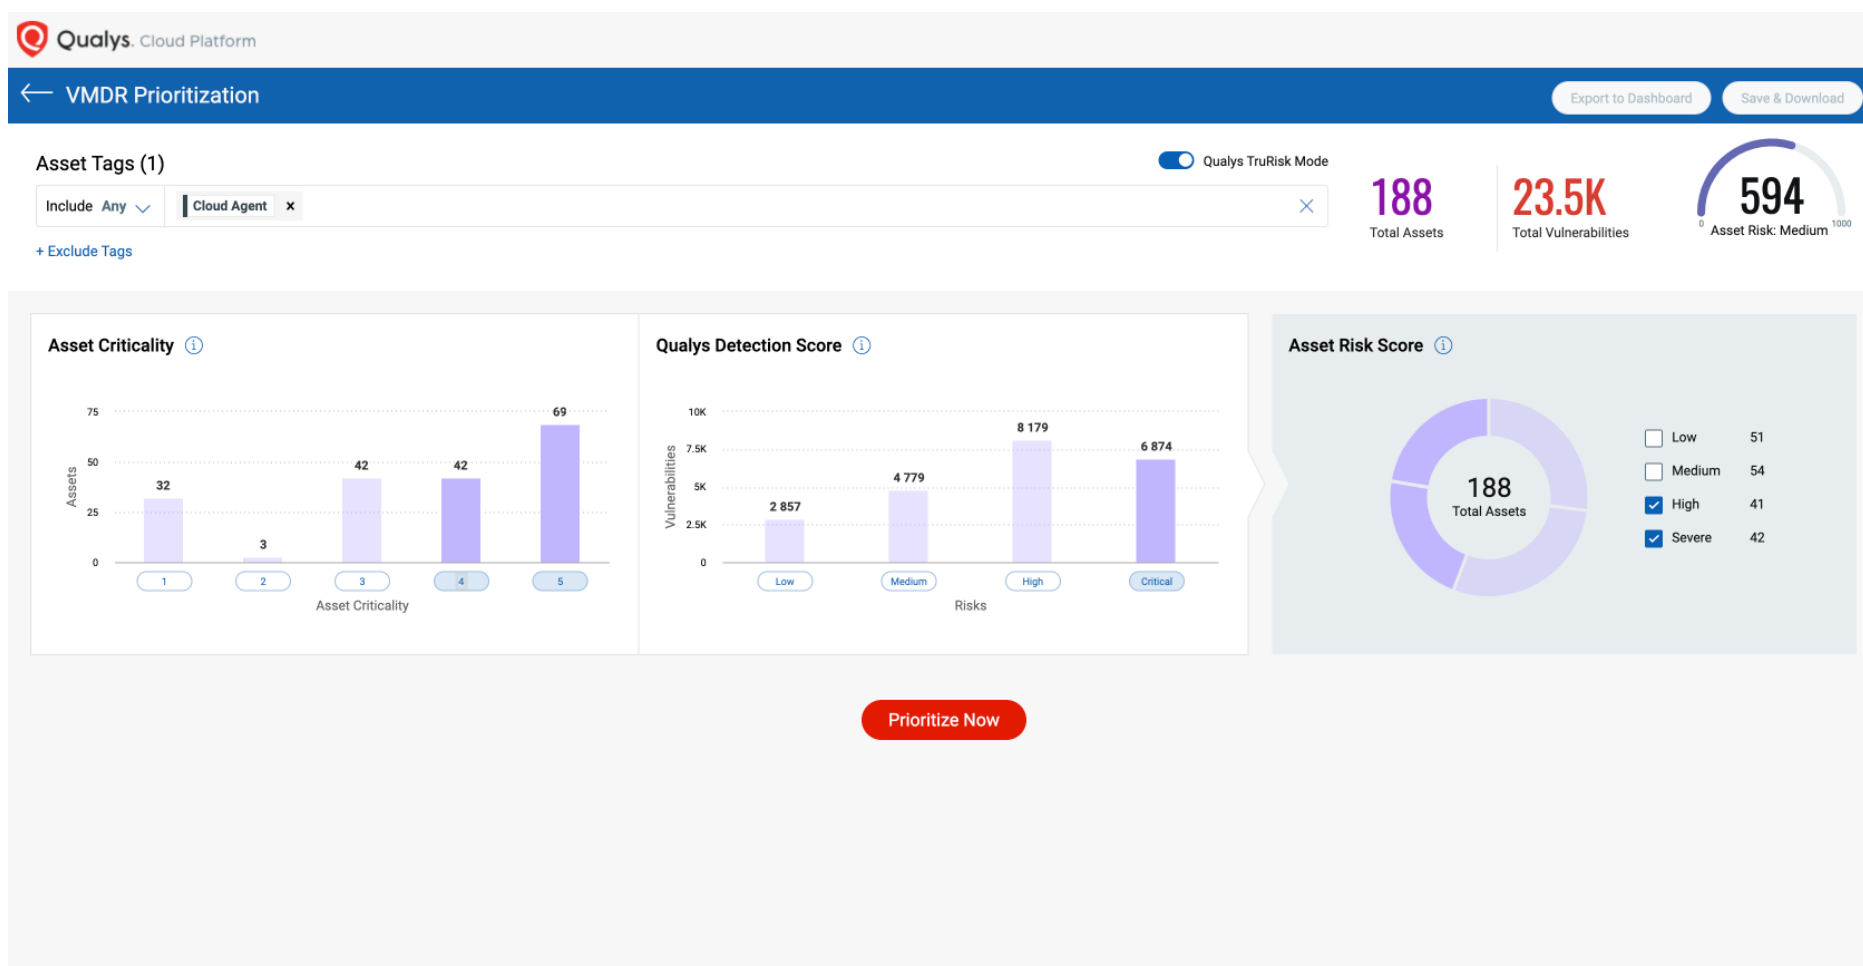 Qualys. Cloud Platform
VMDR Prioritization
Export to Dashboard
Save & Download
Asset Tags (1)
Qualys TruRisk Mode
Include Any
Cloud Agent ×
+ Exclude Tags
188
Total Assets
23.5K
Total Vulnerabilities
594
0
1000
Asset Risk: Medium
Asset Criticality
75
50
25
0
Assets
32
3
42
42
69
1
2
3
4
5
Asset Criticality
Qualys Detection Score
10K
7.5K
5K
2.5K
0
Vulnerabilities
2 857
4 779
8 179
6 874
Low
Medium
High
Critical
Risks
Asset Risk Score
188
Total Assets
Low 51
Medium 54
High 41
Severe 42
Prioritize Now